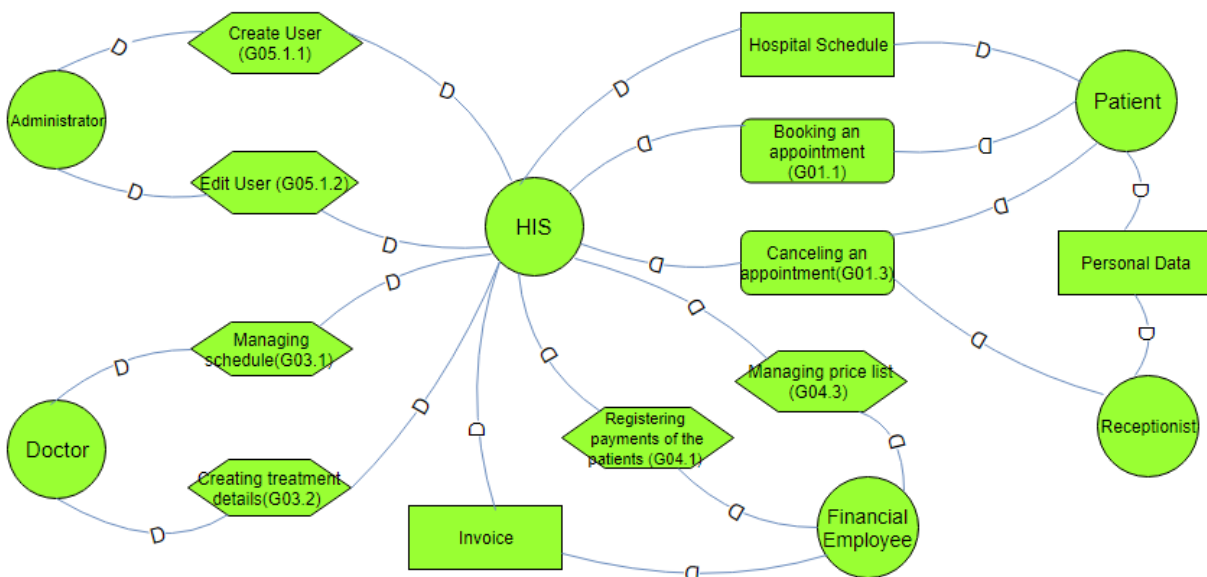 Create User
(G05.1.1)
D
D
Administrator
D
Edit User (G05.1.2)
D
Hospital Schedule
D
D
Patient
Booking an
appointment
(G01.1)
D
D
HIS
Canceling an
appointment(G01.3)
D
D
D
Personal Data
D
D
Receptionist
Managing
schedule(G03.1)
D
D
Doctor
Creating treatment
details(G03.2)
D
D
Managing price list
(G04.3)
D
D
Registering
payments of the
patients (G04.1)
D
D
Financial
Employee
Invoice
D
D